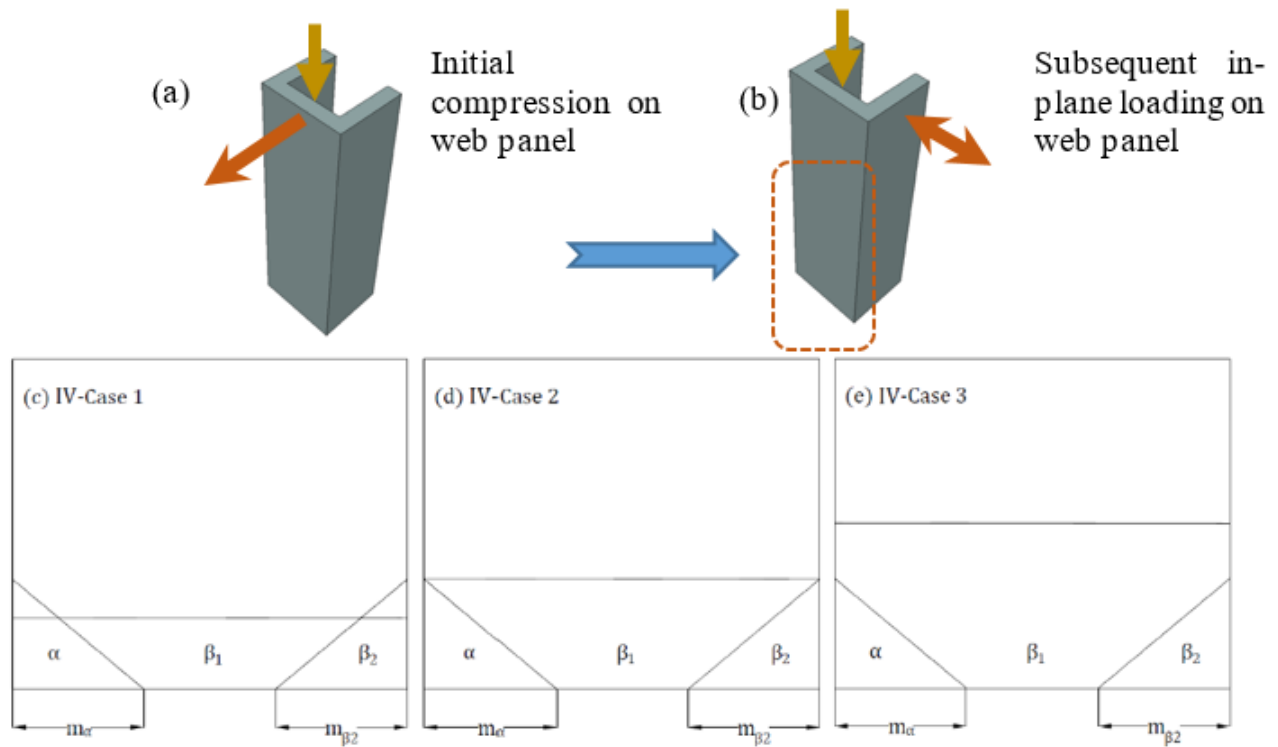 (a)
Initial
compression on
web panel
(b)
Subsequent in-
plane loading on
web panel
(c) IV-Case 1
α
β₁
β₂
mα
mβ2
(d) IV-Case 2
α
β₁
β₂
mα
mβ2
(e) IV-Case 3
α
β₁
β₂
mα
mβ2